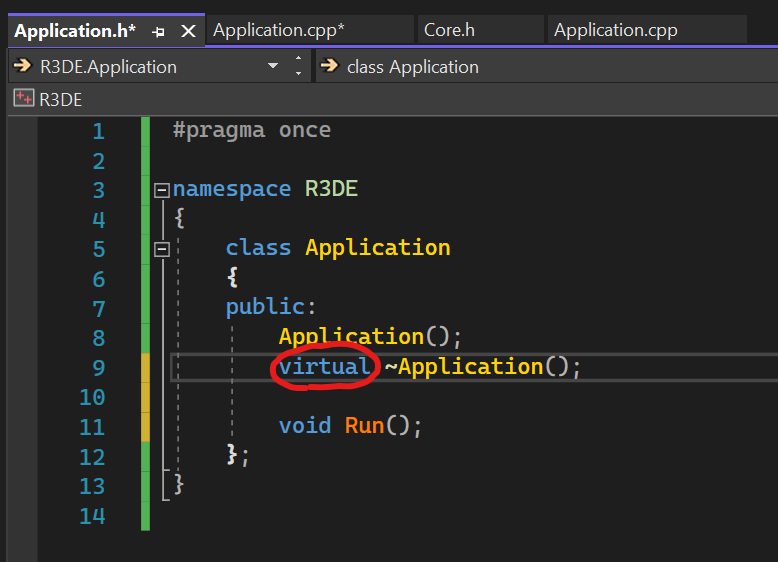 Application.h* Application.cpp* Core.h Application.cpp
R3DE.Application class Application
R3DE
1 #pragma once
2
3 namespace R3DE
4 {
5 class Application
6 {
7 public:
8 Application();
9 virtual ~Application();
10
11 void Run();
12 };
13 }
14